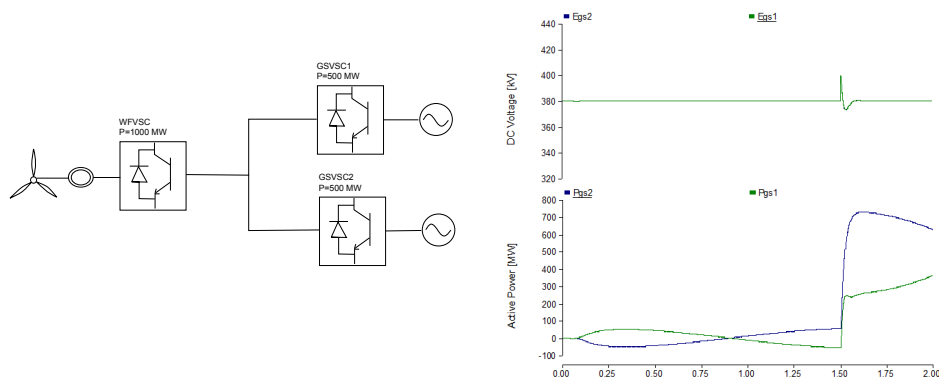 GSVSC1
P=500 MW
WFVSC
P=1000 MW
GSVSC2
P=500 MW
Egs2 Egs1
440
420
400
380
360
340
320
DC Voltage [kV]
Pgs2 Pgs1
800
700
600
500
400
300
200
100
0
-100
Active Power [MW]
0.00 0.25 0.50 0.75 1.00 1.25 1.50 1.75 2.00